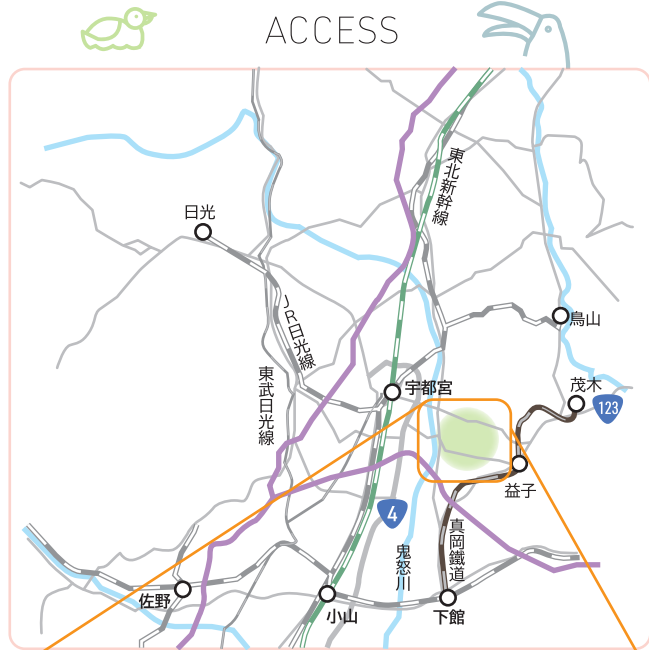 ACCESS
東北新幹線
日光
JR日光線
烏山
東武日光線
宇都宮
茂木
123
益子
4
真岡鐵道
鬼怒川
佐野
小山
下館